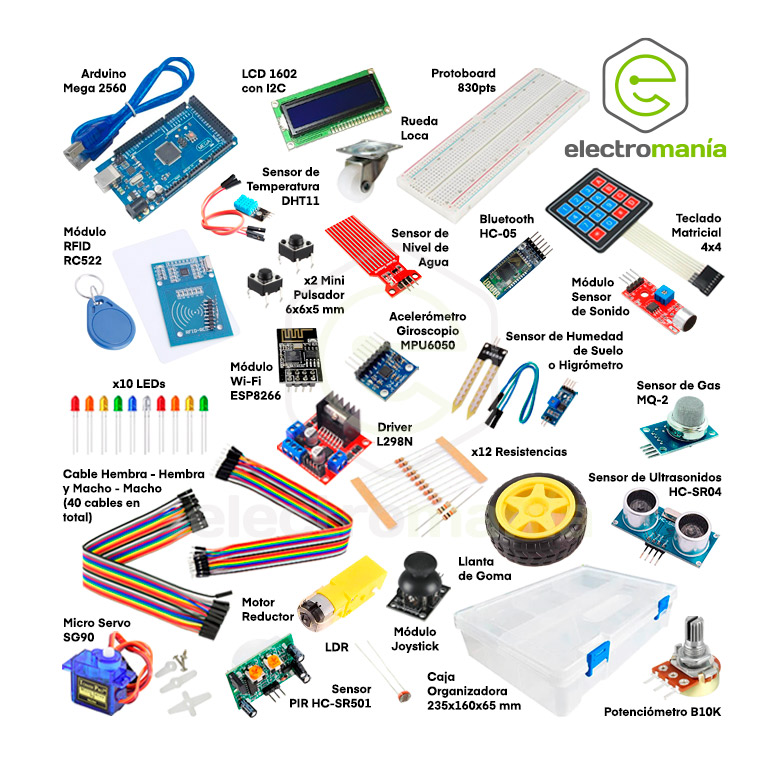 Arduino
Mega 2560
LCD 1602
con I2C
Protoboard
830pts
electromanía
Rueda
Loca
Sensor de
Temperatura
DHT11
Módulo
RFID
RC522
x2 Mini
Pulsador
6x6x5 mm
Sensor de
Nivel de
Agua
Bluetooth
HC-05
Teclado
Matricial
4x4
Módulo
Sensor
de Sonido
Acelerómetro
Giroscopio
MPU6050
Módulo
Wi-Fi
ESP8266
Sensor de Humedad
de Suelo
o Higrómetro
x10 LEDs
Sensor de Gas
MQ-2
Driver
L298N
x12 Resistencias
Cable Hembra - Hembra
y Macho - Macho
(40 cables en
total)
Sensor de Ultrasonidos
HC-SR04
electromanía
Llanta
de Goma
Motor
Reductor
Módulo
Joystick
Micro Servo
SG90
LDR
Sensor
PIR HC-SR501
Caja
Organizadora
235x160x65 mm
Potenciómetro B10K